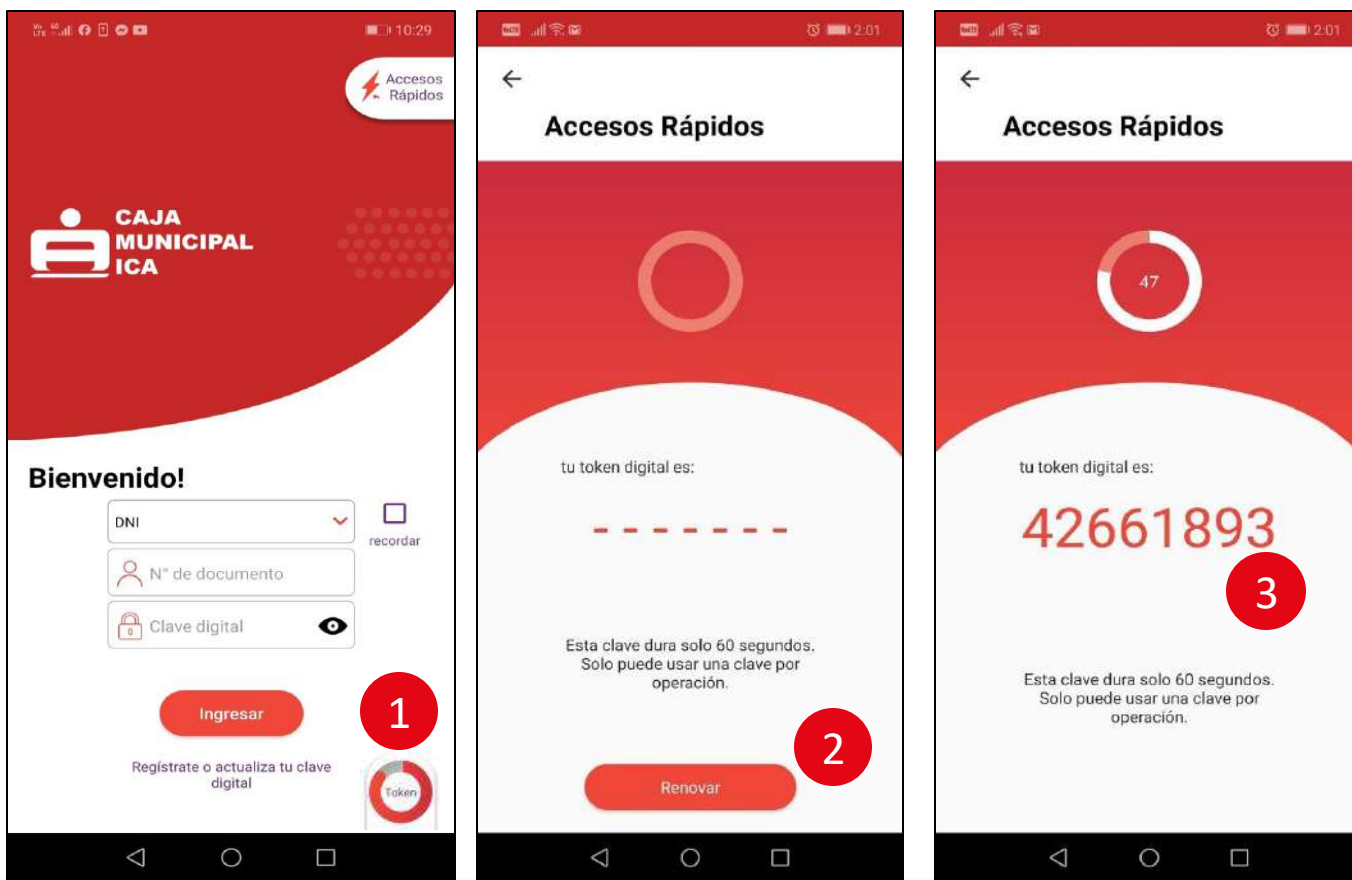 10:29
Accesos
Rápidos
CAJA
MUNICIPAL
ICA
Bienvenido!
DNI
recordar
N° de documento
Clave digital
Ingresar
1
Regístrate o actualiza tu clave
digital
Token
2:01
Accesos Rápidos
tu token digital es:
- - - - - - -
Esta clave dura solo 60 segundos.
Solo puede usar una clave por
operación.
2
Renovar
2:01
Accesos Rápidos
47
tu token digital es:
42661893
3
Esta clave dura solo 60 segundos.
Solo puede usar una clave por
operación.